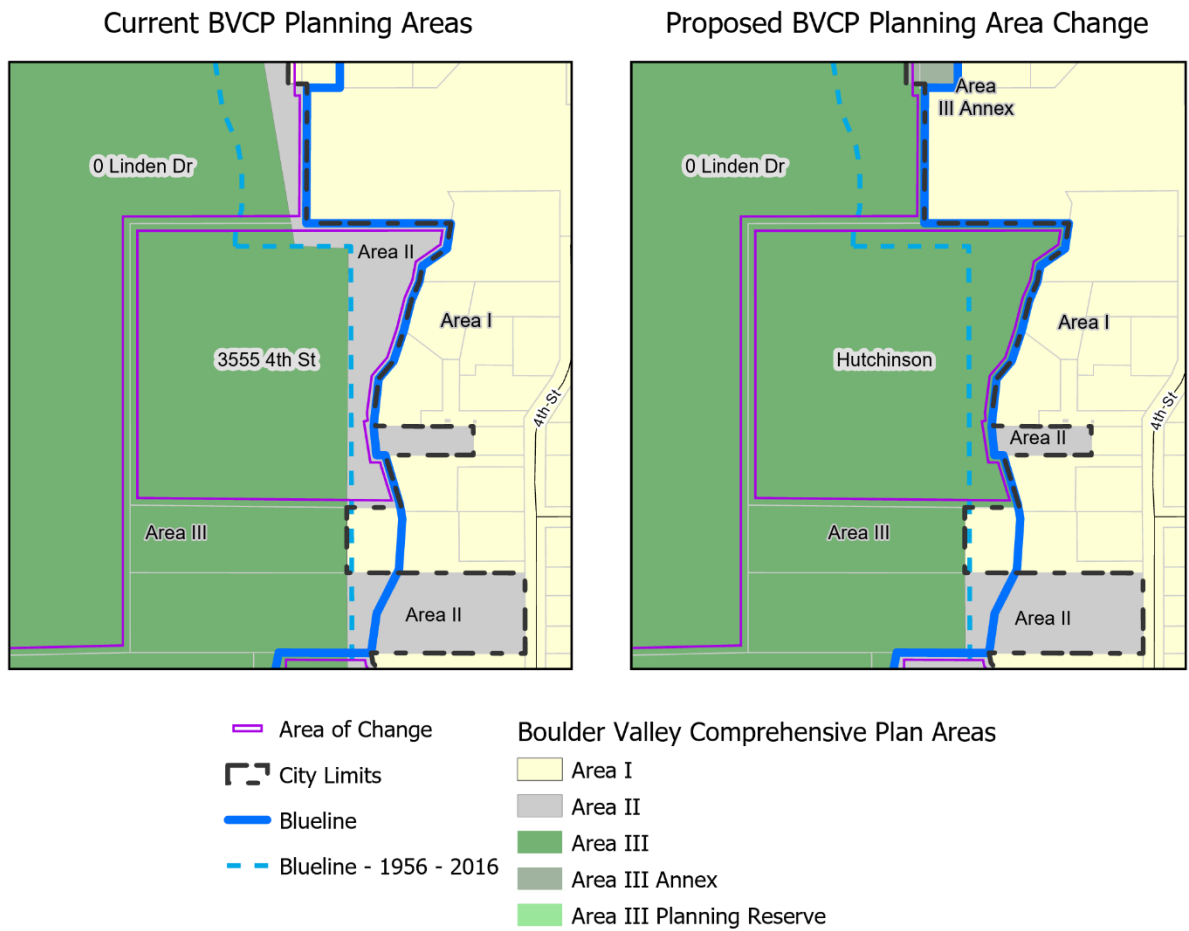 Current BVCP Planning Areas
Proposed BVCP Planning Area Change
0 Linden Dr
Area II
Area I
3555 4th St
4th-St
Area III
Area II
Area
III Annex
0 Linden Dr
Area I
Hutchinson
4th-St
Area II
Area III
Area II
Area of Change
City Limits
Blueline
Blueline - 1956 - 2016
Boulder Valley Comprehensive Plan Areas
Area I
Area II
Area III
Area III Annex
Area III Planning Reserve